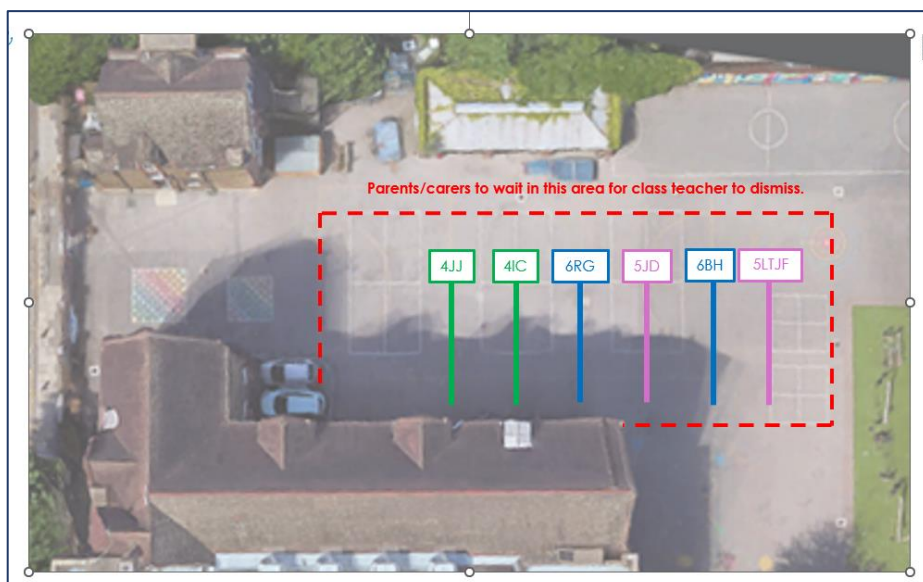 Parents/carers to wait in this area for class teacher to dismiss.
4JJ 4IC 6RG 5JD 6BH 5LTJF